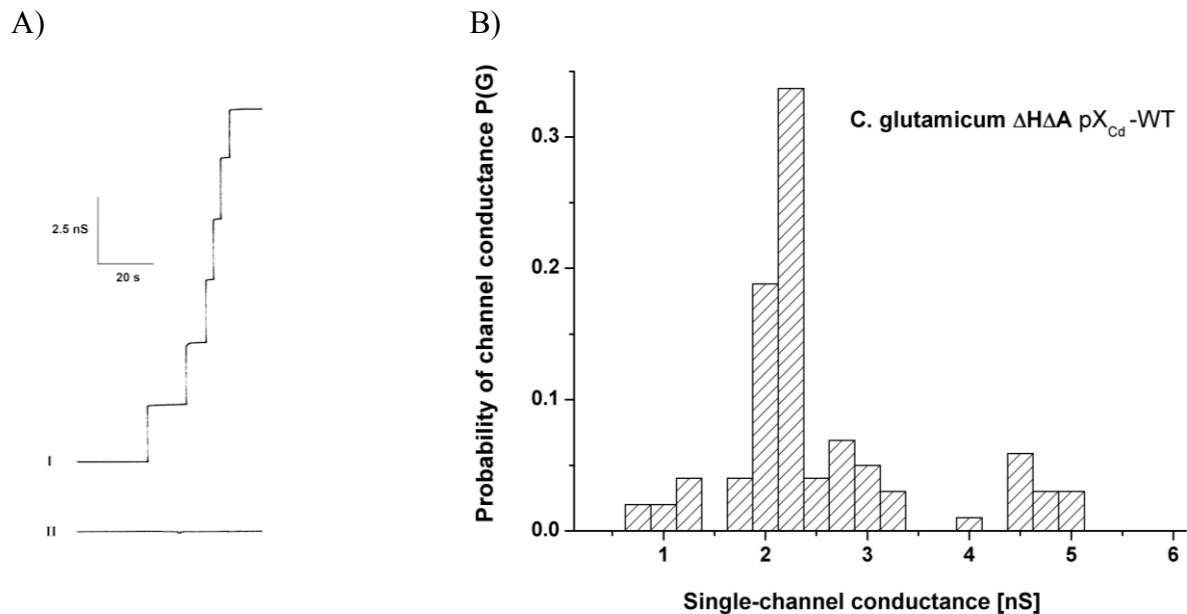 A)
2.5 nS
20 s
I
II
B)
Probability of channel conductance P(G)
0.3
0.2
0.1
0.0
C. glutamicum ΔHΔA pX_Cd -WT
1 2 3 4 5 6
Single-channel conductance [nS]